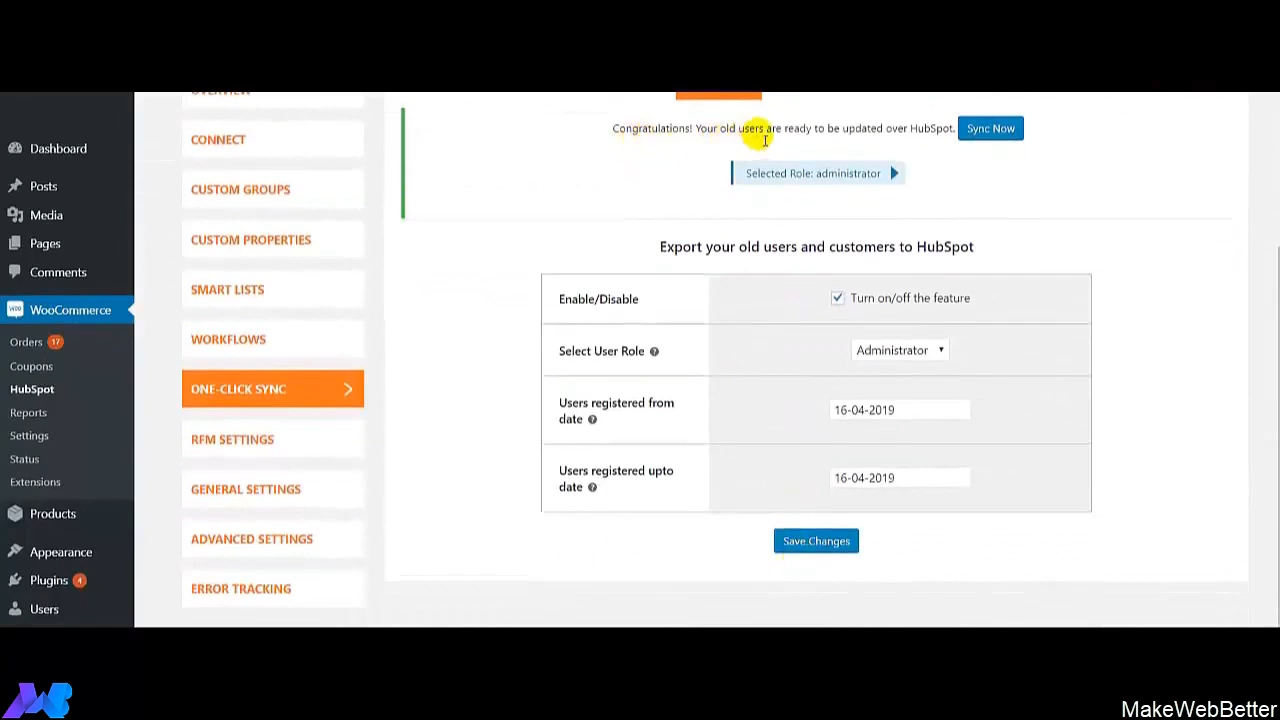 OVERVIEW
Congratulations! Your old users are ready to be updated over HubSpot. Sync Now
Selected Role: administrator
Dashboard
Posts
Media
Pages
Comments
WooCommerce
Orders 17
Coupons
HubSpot
Reports
Settings
Status
Extensions
Products
Appearance
Plugins 4
Users
CONNECT
CUSTOM GROUPS
CUSTOM PROPERTIES
SMART LISTS
WORKFLOWS
ONE-CLICK SYNC
RFM SETTINGS
GENERAL SETTINGS
ADVANCED SETTINGS
ERROR TRACKING
Export your old users and customers to HubSpot
Enable/Disable
Turn on/off the feature
Select User Role
Administrator
Users registered from
date
16-04-2019
Users registered upto
date
16-04-2019
Save Changes
MakeWebBetter